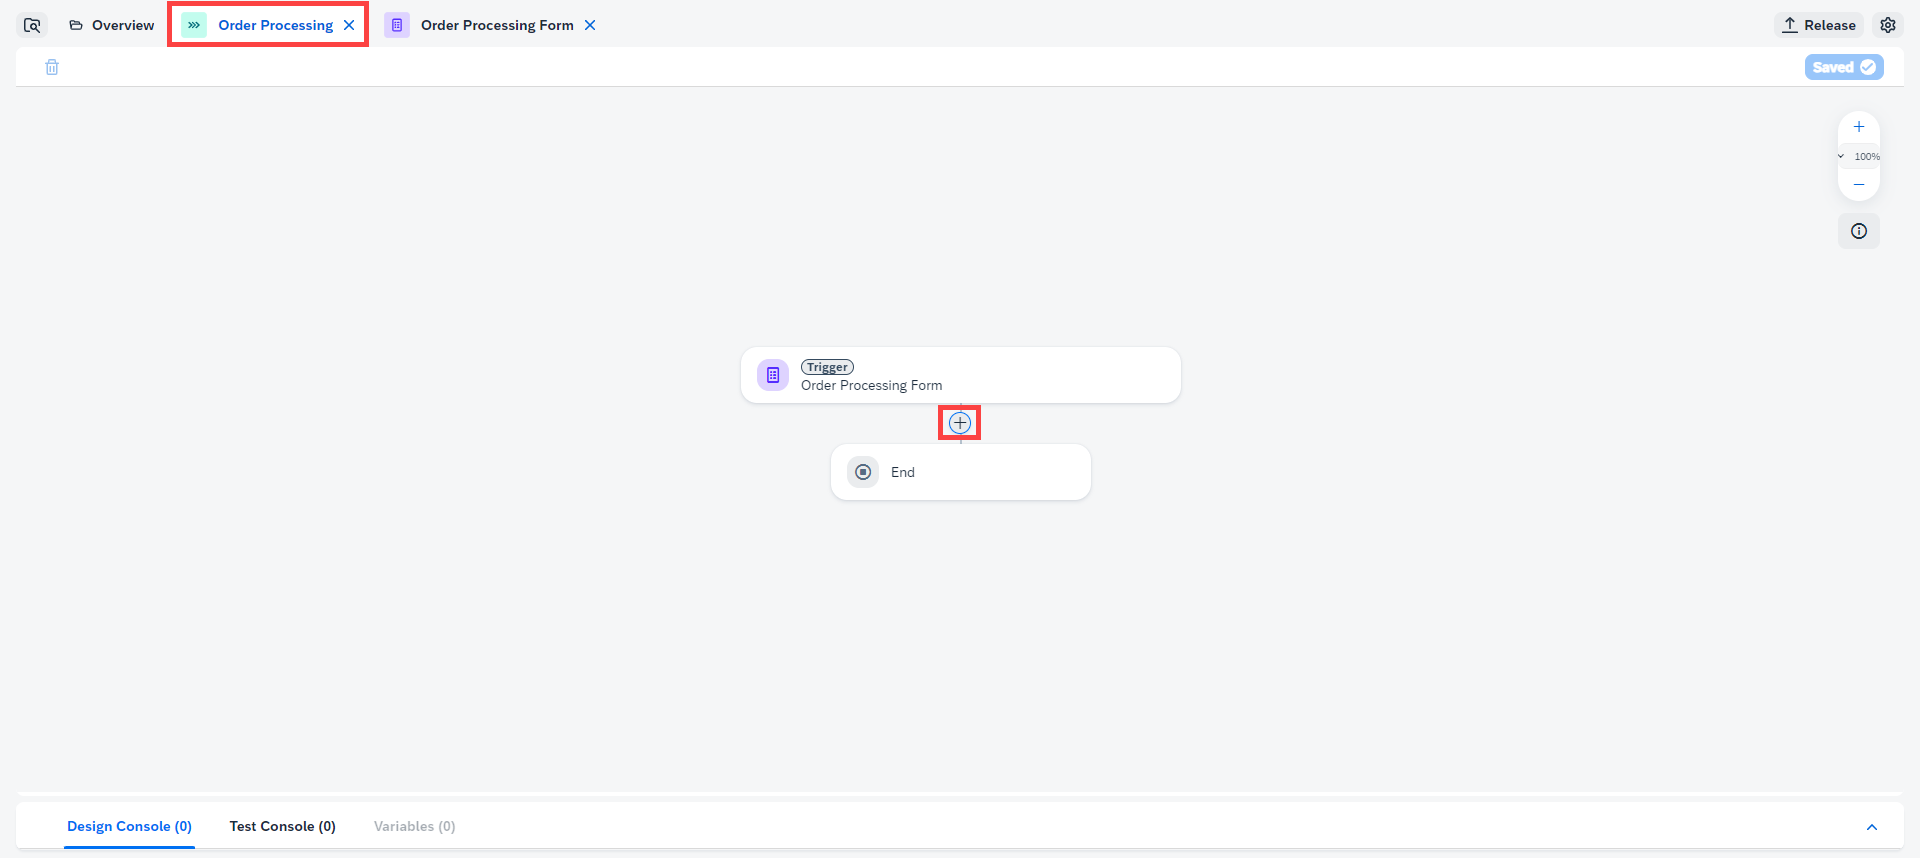 Overview
Order Processing
Order Processing Form
Release
Saved
100%
Trigger
Order Processing Form
End
Design Console (0)
Test Console (0)
Variables (0)